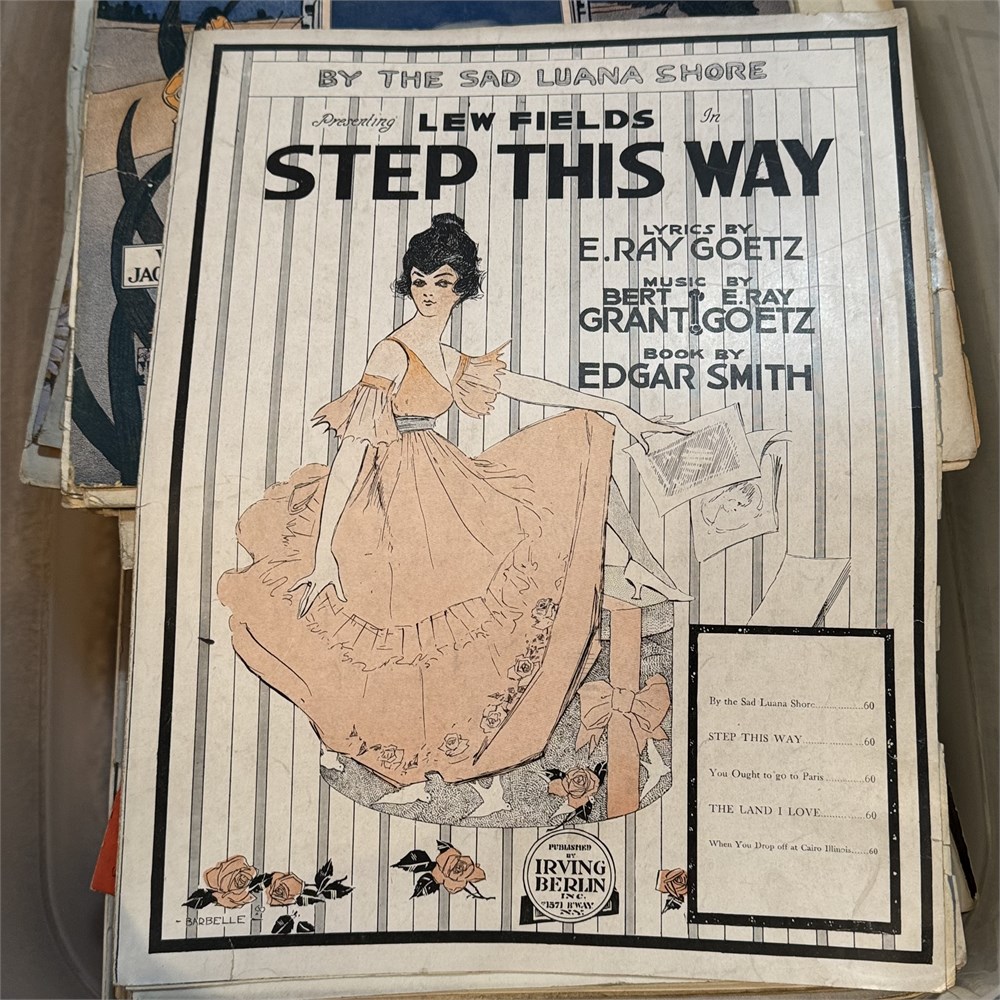 BY THE SAD LUANA SHORE
Presenting LEW FIELDS In
STEP THIS WAY
LYRICS BY
E. RAY GOETZ
MUSIC BY
BERT E. RAY
GRANT GOETZ
BOOK BY
EDGAR SMITH
JAC
By the Sad Luana Shore................60
STEP THIS WAY....................60
You Ought to go to Paris.............60
THE LAND I LOVE..................60
When You Drop off at Cairo Illinois......60
PUBLISHED
BY
IRVING
BERLIN
INC.
1571 B'WAY
N.Y.
- BARBELLE -